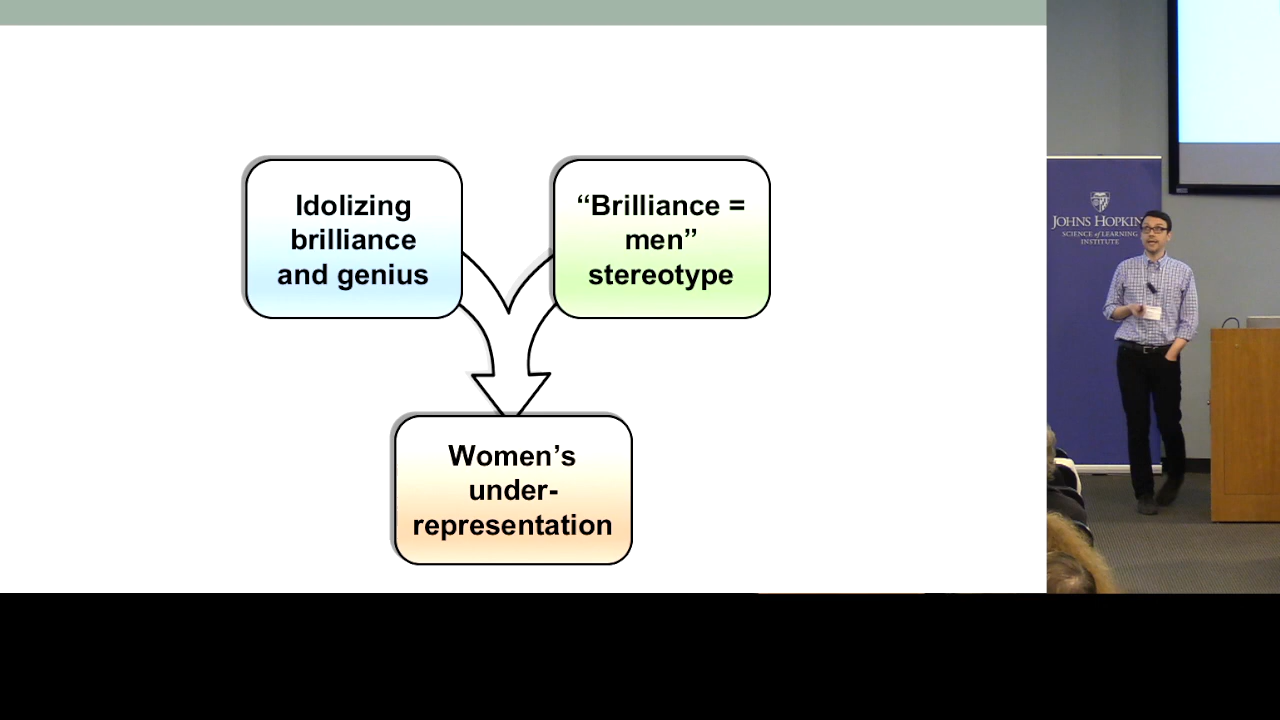 Idolizing
brilliance
and genius
“Brilliance =
men”
stereotype
Women’s
under-
representation
JOHNS HOPKIN
SCIENCE of LEARNING
INSTITUTE